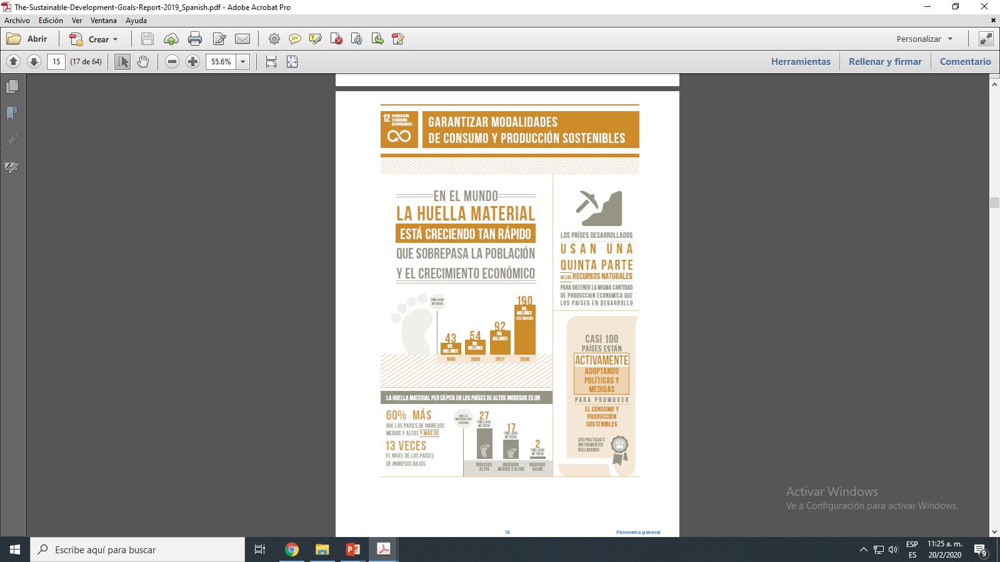 The-Sustainable-Development-Goals-Report-2019_Spanish.pdf - Adobe Acrobat Pro
Archivo Edición Ver Ventana Ayuda
Abrir Crear Personalizar
15 (17 de 64) 55.6% Herramientas Rellenar y firmar Comentario
12 PRODUCCIÓN
Y CONSUMO
RESPONSABLES
GARANTIZAR MODALIDADES
DE CONSUMO Y PRODUCCIÓN SOSTENIBLES
EN EL MUNDO
LA HUELLA MATERIAL
ESTÁ CRECIENDO TAN RÁPIDO
QUE SOBREPASA LA POBLACIÓN
Y EL CRECIMIENTO ECONÓMICO
TONELADAS
MÉTRICAS
43
MIL
MILLONES
1990
54
MIL
MILLONES
2000
92
MIL
MILLONES
2017
190
MIL
MILLONES
(ESTIMADO)
2060
LA HUELLA MATERIAL PER CÁPITA EN LOS PAÍSES DE ALTOS INGRESOS ES UN
60% MÁS
QUE LOS PAÍSES DE INGRESOS
MEDIOS Y ALTOS Y MÁS DE
13 VECES
EL NIVEL DE LOS PAÍSES
DE INGRESOS BAJOS
HUELLA
MATERIAL POR
PERSONA
27
TONELADAS
MÉTRICAS
INGRESOS
ALTOS
17
TONELADAS
MÉTRICAS
INGRESOS
MEDIOS Y ALTOS
2
TONELADAS
MÉTRICAS
INGRESOS
BAJOS
LOS PAÍSES DESARROLLADOS
USAN UNA
QUINTA PARTE
DE LOS RECURSOS NATURALES
PARA OBTENER LA MISMA CANTIDAD
DE PRODUCCIÓN ECONÓMICA QUE
LOS PAÍSES EN DESARROLLO
CASI 100
PAÍSES ESTÁN
ACTIVAMENTE
ADOPTANDO
POLÍTICAS Y
MEDIDAS
PARA PROMOVER
EL CONSUMO Y
PRODUCCIÓN
SOSTENIBLES
303 POLÍTICAS E
INSTRUMENTOS
DECLARADOS
15 Panorama general
Activar Windows
Ve a Configuración para activar Windows.
Escribe aquí para buscar
ESP
ES
11:25 a. m.
20/2/2020
9